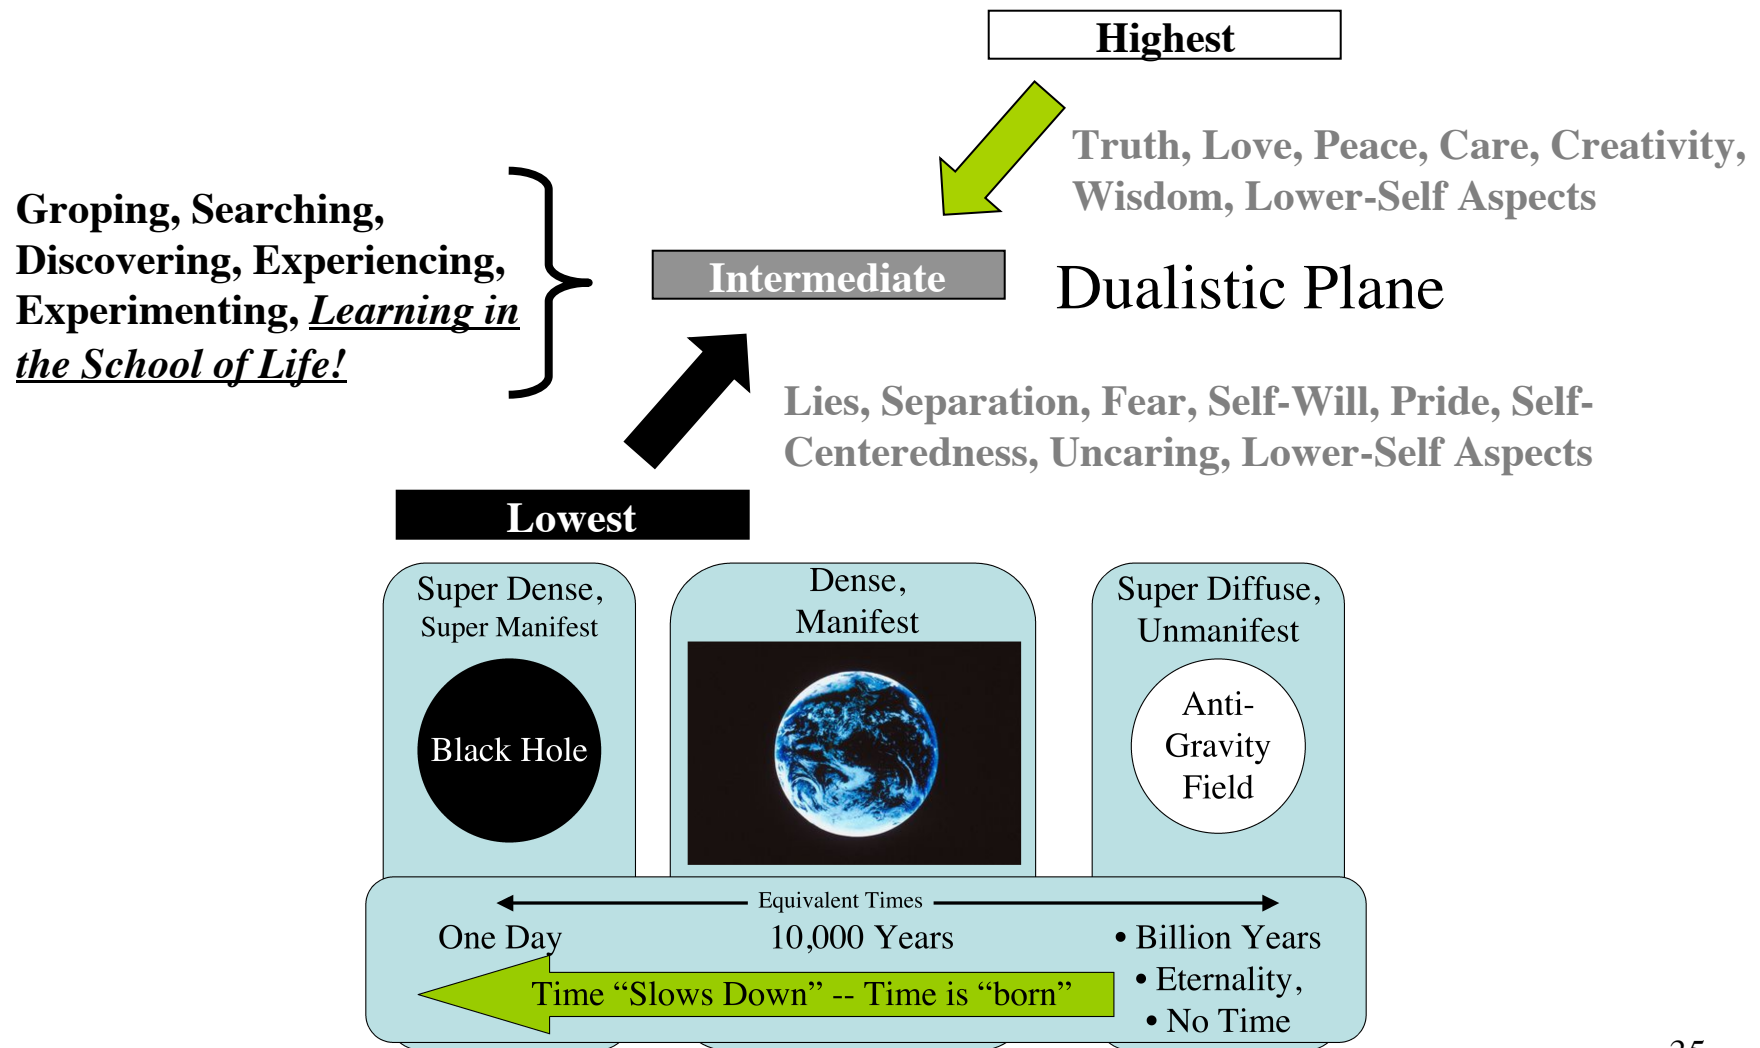 Highest
Truth, Love, Peace, Care, Creativity,
Wisdom, Lower-Self Aspects
Groping, Searching,
Discovering, Experiencing,
Experimenting, Learning in
the School of Life!
Intermediate
Dualistic Plane
Lies, Separation, Fear, Self-Will, Pride, Self-
Centeredness, Uncaring, Lower-Self Aspects
Lowest
Super Dense,
Super Manifest
Black Hole
Dense,
Manifest
Super Diffuse,
Unmanifest
Anti-
Gravity
Field
Equivalent Times
One Day
10,000 Years
• Billion Years
• Eternality,
• No Time
Time “Slows Down” -- Time is “born”